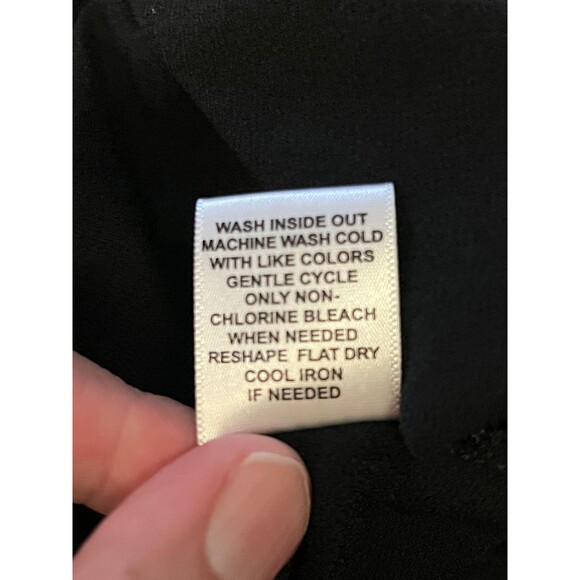 WASH INSIDE OUT
MACHINE WASH COLD
WITH LIKE COLORS
GENTLE CYCLE
ONLY NON-
CHLORINE BLEACH
WHEN NEEDED
RESHAPE FLAT DRY
COOL IRON
IF NEEDED